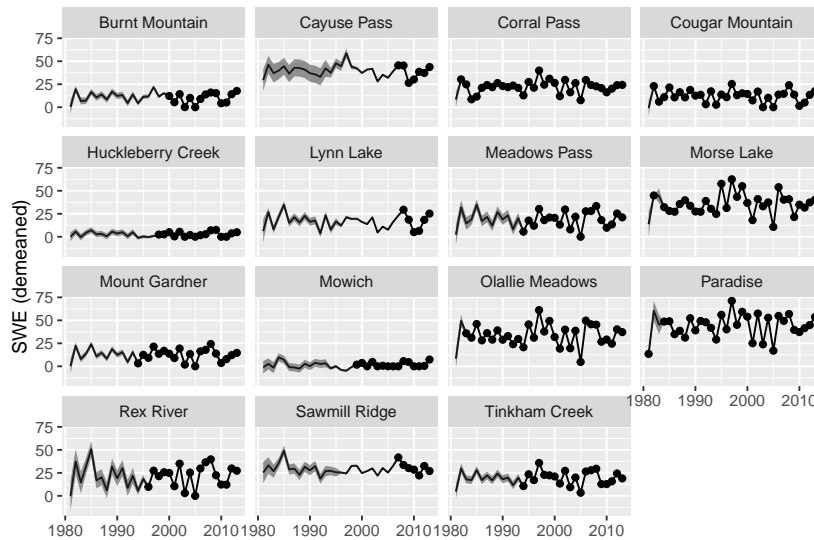 Burnt Mountain Cayuse Pass Corral Pass Cougar Mountain
75
50
25
0
Huckleberry Creek Lynn Lake Meadows Pass Morse Lake
75
50
25
0
Mount Gardner Mowich Olallie Meadows Paradise
75
50
25
0
SWE (demeaned)
1980 1990 2000 2010
Rex River Sawmill Ridge Tinkham Creek
75
50
25
0
1980 1990 2000 2010 1980 1990 2000 2010 1980 1990 2000 2010